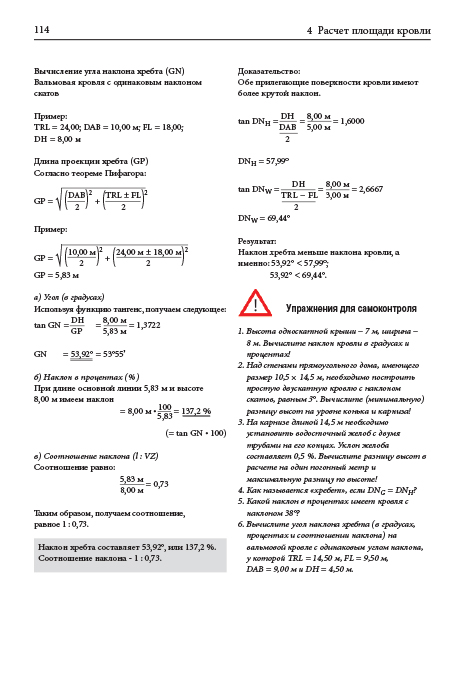 114
4 Расчет площади кровли
Вычисление угла наклона хребта (GN)
Вальмовая кровля с одинаковым наклоном
скатов
Пример:
TRL = 24,00; DAB = 10,00 м; FL = 18,00;
DH = 8,00 м
Длина проекции хребта (GP)
Согласно теореме Пифагора:
GP = √((DAB/2)² + (TRL ± FL/2)²)
Пример:
GP = √((10,00 м/2)² + (24,00 м ± 18,00 м/2)²)
GP = 5,83 м
а) Угол (в градусах)
Используя функцию тангенс, получаем следующее:
tan GN = DH/GP = 8,00 м/5,83 м = 1,3722
GN = 53,92° = 53°55'
б) Наклон в процентах (%)
При длине основной линии 5,83 м и высоте
8,00 м имеем наклон
= 8,00 м · 100/5,83 = 137,2 %
(= tan GN • 100)
в) Соотношение наклона (l : VZ)
Соотношение равно:
5,83 м/8,00 м = 0,73
Таким образом, получаем соотношение,
равное 1 : 0,73.
Наклон хребта составляет 53,92°, или 137,2 %.
Соотношение наклона - 1 : 0,73.
Доказательство:
Обе прилегающие поверхности кровли имеют
более крутой наклон.
tan DNH = DH/(DAB/2) = 8,00 м/5,00 м = 1,6000
DNH = 57,99°
tan DNW = DH/(TRL − FL/2) = 8,00 м/3,00 м = 2,6667
DNW = 69,44°
Результат:
Наклон хребта меньше наклона кровли, а
именно: 53,92° < 57,99°;
53,92° < 69,44°.
! Упражнения для самоконтроля
1. Высота односкатной крыши – 7 м, ширина –
8 м. Вычислите наклон кровли в градусах и
процентах!
2. Над стенами прямоугольного дома, имеющего
размер 10,5 × 14,5 м, необходимо построить
простую двускатную кровлю с наклоном
скатов, равным 3°. Вычислите (минимальную)
разницу высот на уровне конька и карниза!
3. На карнизе длиной 14,5 м необходимо
установить водосточный желоб с двумя
трубами на его концах. Уклон желоба
составляет 0,5 %. Вычислите разницу высот в
расчете на один погонный метр и
максимальную разницу по высоте!
4. Как называется «хребет», если DNG = DNH?
5. Какой наклон в процентах имеет кровля с
наклоном 38°?
6. Вычислите угол наклона хребта (в градусах,
процентах и соотношении наклона) на
вальмовой кровле с одинаковым углом наклона,
у которой TRL = 14,50 м, FL = 9,50 м,
DAB = 9,00 м и DH = 4,50 м.